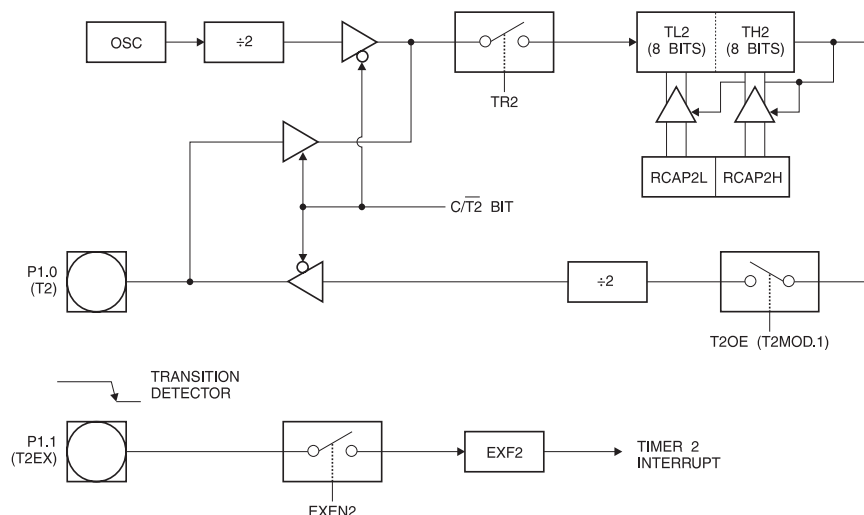 OSC
÷2
TR2
TL2
(8 BITS)
TH2
(8 BITS)
RCAP2L
RCAP2H
C/T̅2̅ BIT
P1.0
(T2)
÷2
T2OE (T2MOD.1)
TRANSITION
DETECTOR
P1.1
(T2EX)
EXF2
TIMER 2
INTERRUPT
EXEN2